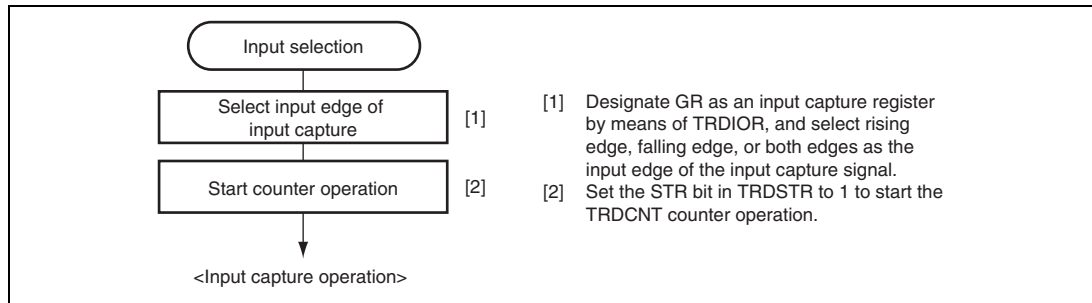 Input selection
Select input edge of
input capture
[1]
Start counter operation
[2]
<Input capture operation>
[1] Designate GR as an input capture register
by means of TRDIOR, and select rising
edge, falling edge, or both edges as the
input edge of the input capture signal.
[2] Set the STR bit in TRDSTR to 1 to start the
TRDCNT counter operation.